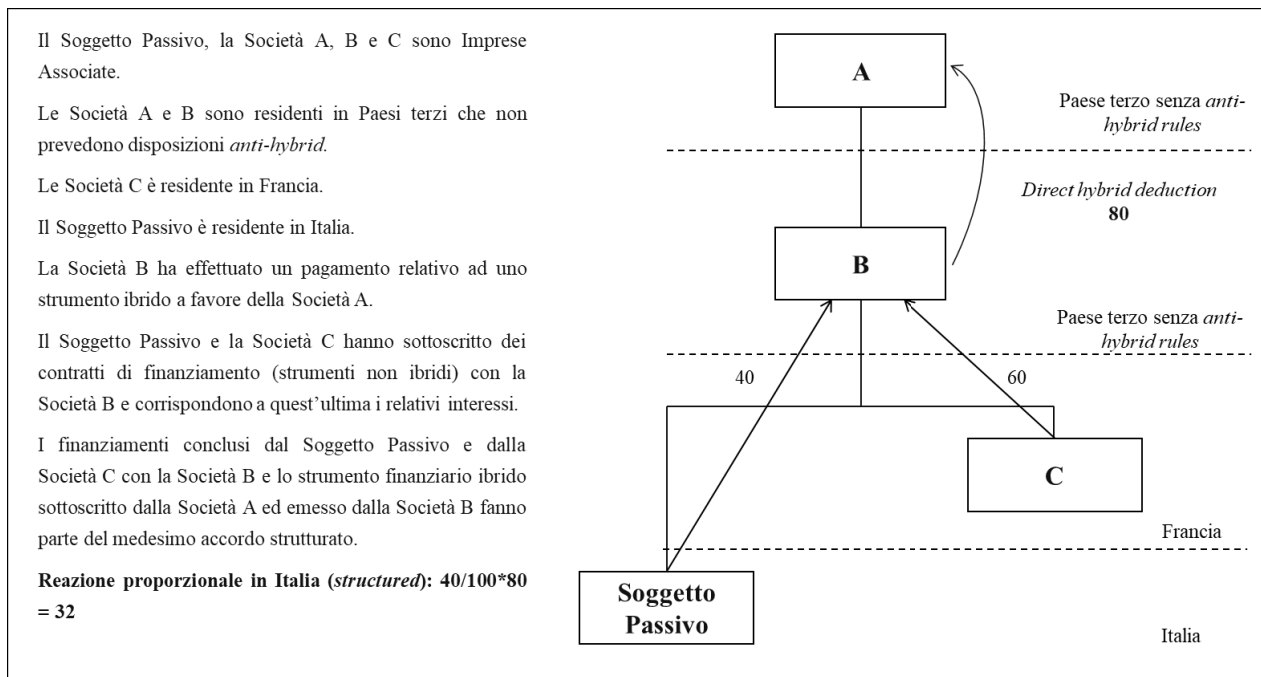 Il Soggetto Passivo, la Società A, B e C sono Imprese
Associate.
Le Società A e B sono residenti in Paesi terzi che non
prevedono disposizioni anti-hybrid.
Le Società C è residente in Francia.
Il Soggetto Passivo è residente in Italia.
La Società B ha effettuato un pagamento relativo ad uno
strumento ibrido a favore della Società A.
Il Soggetto Passivo e la Società C hanno sottoscritto dei
contratti di finanziamento (strumenti non ibridi) con la
Società B e corrispondono a quest'ultima i relativi interessi.
I finanziamenti conclusi dal Soggetto Passivo e dalla
Società C con la Società B e lo strumento finanziario ibrido
sottoscritto dalla Società A ed emesso dalla Società B fanno
parte del medesimo accordo strutturato.
Reazione proporzionale in Italia (structured): 40/100*80
= 32
A
Paese terzo senza anti-
hybrid rules
Direct hybrid deduction
80
B
Paese terzo senza anti-
hybrid rules
40
60
C
Francia
Soggetto
Passivo
Italia